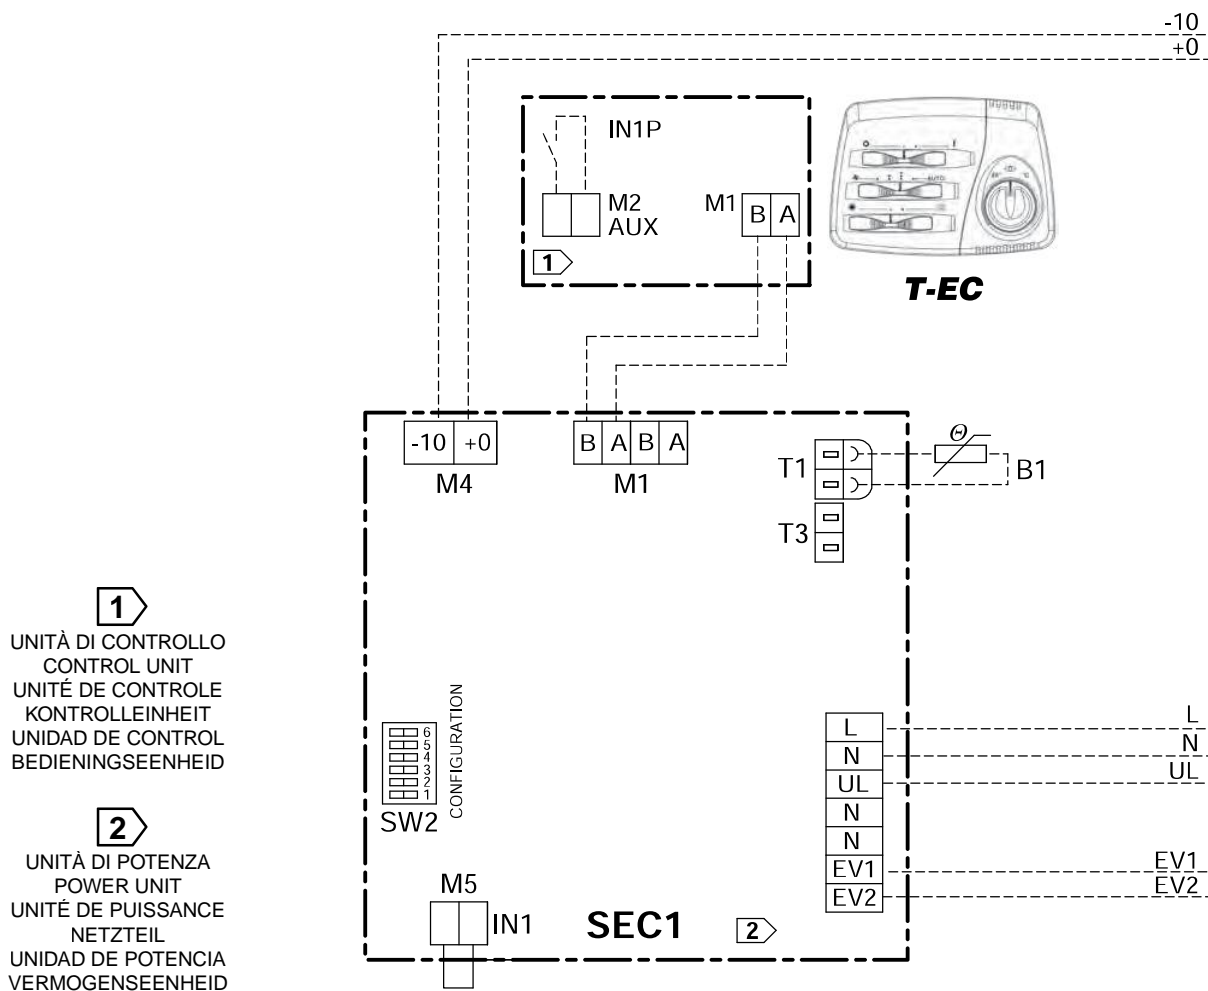 -10
+0
IN1P
M2
AUX
M1
B A
1
AUTO
T-EC
-10 +0
M4
B A B A
M1
T1
Θ
B1
T3
1
UNITÀ DI CONTROLLO
CONTROL UNIT
UNITÉ DE CONTROLE
KONTROLLEINHEIT
UNIDAD DE CONTROL
BEDIENINGSEENHEID
2
UNITÀ DI POTENZA
POWER UNIT
UNITÉ DE PUISSANCE
NETZTEIL
UNIDAD DE POTENCIA
VERMOGENSEENHEID
6
5
4
3
2
1
CONFIGURATION
SW2
M5
IN1
SEC1
2
L
N
UL
N
N
EV1
EV2
L
N
UL
EV1
EV2